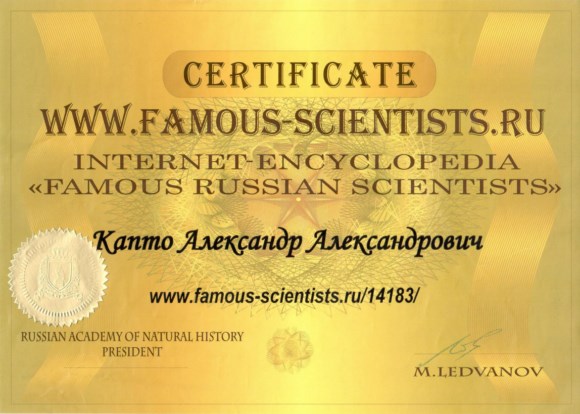 CERTIFICATE
WWW.FAMOUS-SCIENTISTS.RU
INTERNET-ENCYCLOPEDIA
«FAMOUS RUSSIAN SCIENTISTS»
Капто Александр Александрович
www.famous-scientists.ru/14183/
RUSSIAN ACADEMY OF NATURAL HISTORY
PRESIDENT
M.LEDVANOV